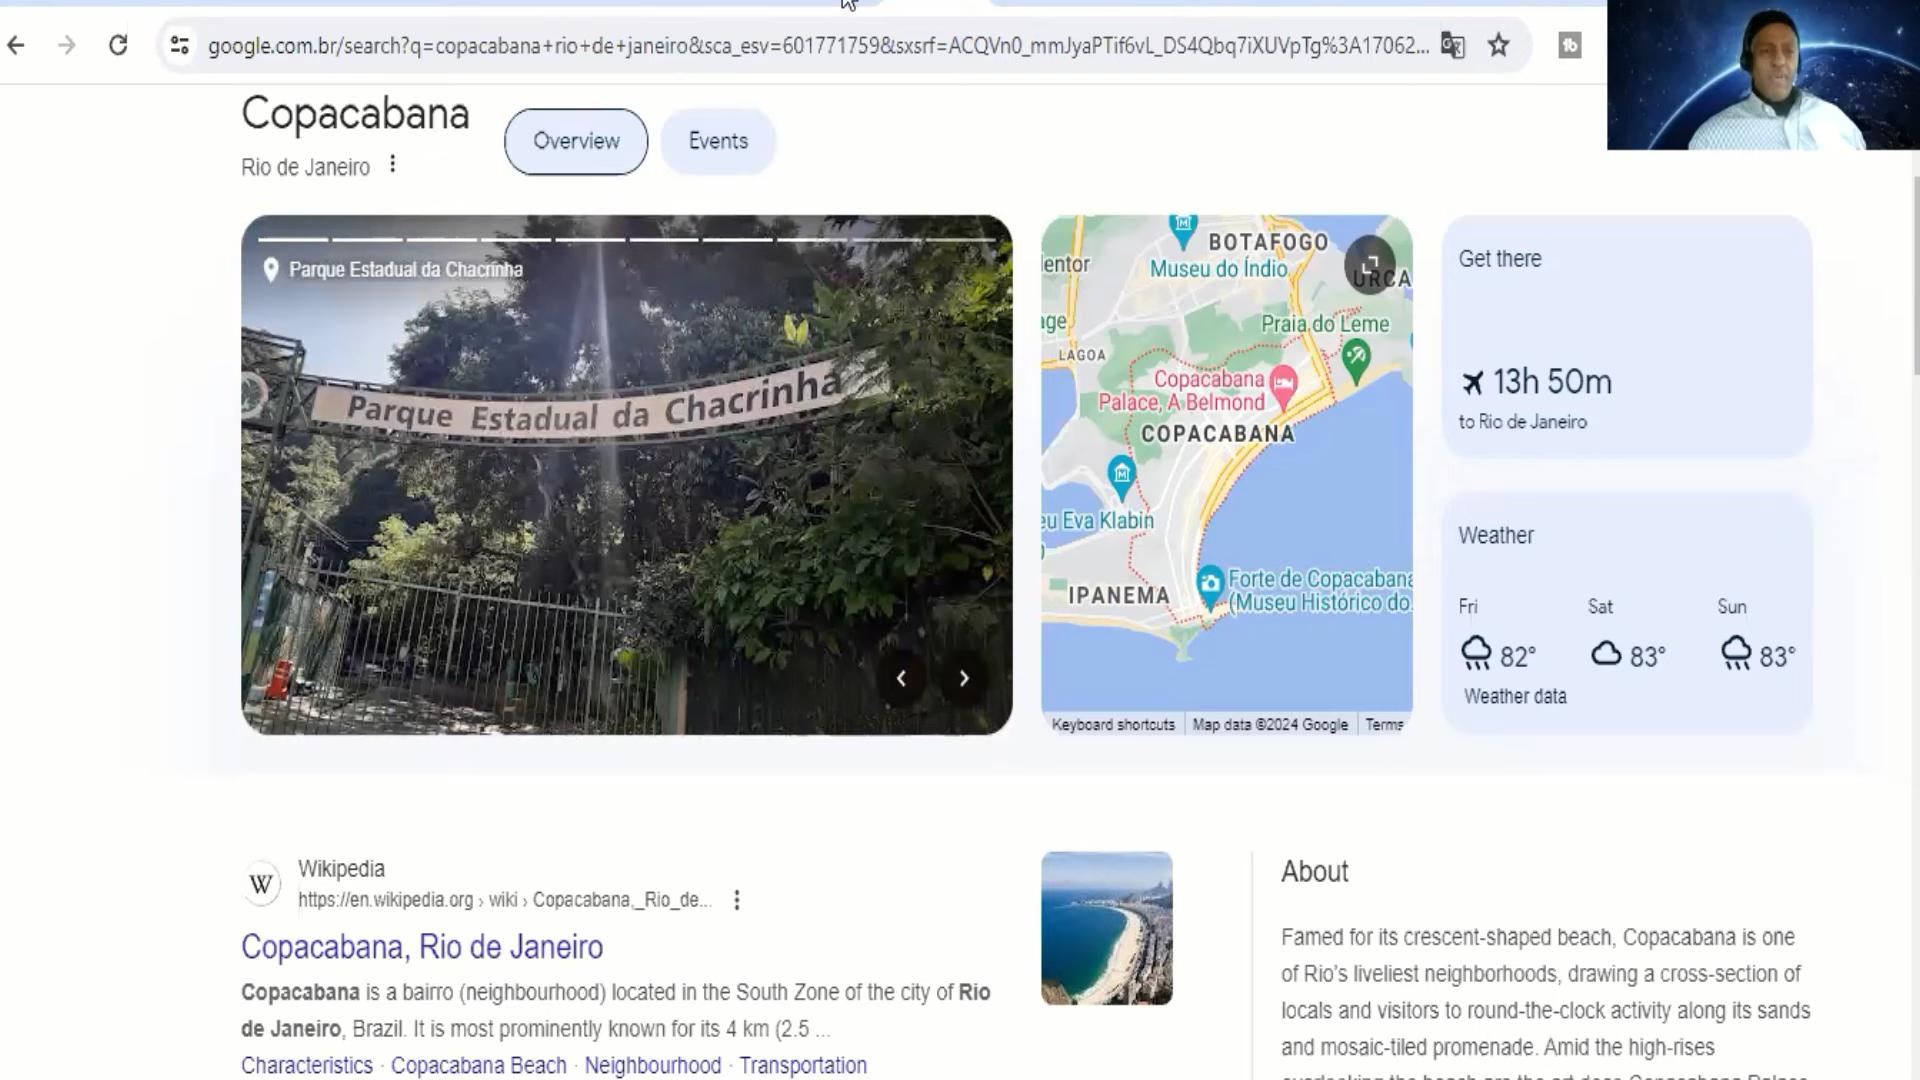 google.com.br/search?q=copacabana+rio+de+janeiro&sca_esv=601771759&sxsrf=ACQVn0_mmJyaPTif6vL_DS4Qbq7iXUVpTg%3A17062...
Copacabana
Rio de Janeiro
Overview
Events
Parque Estadual da Chacrinha
Parque Estadual da Chacrinha
BOTAFOGO
Museu do Índio
URCA
Praia do Leme
LAGOA
Copacabana
Palace, A Belmond
COPACABANA
eu Eva Klabin
IPANEMA
Forte de Copacabana
(Museu Histórico do
Keyboard shortcuts
Map data ©2024 Google
Terms
Get there
13h 50m
to Rio de Janeiro
Weather
Fri Sat Sun
82° 83° 83°
Weather data
W
Wikipedia
https://en.wikipedia.org › wiki › Copacabana,_Rio_de...
Copacabana, Rio de Janeiro
Copacabana is a bairro (neighbourhood) located in the South Zone of the city of Rio
de Janeiro, Brazil. It is most prominently known for its 4 km (2.5 ...
Characteristics · Copacabana Beach · Neighbourhood · Transportation
About
Famed for its crescent-shaped beach, Copacabana is one
of Rio's liveliest neighborhoods, drawing a cross-section of
locals and visitors to round-the-clock activity along its sands
and mosaic-tiled promenade. Amid the high-rises